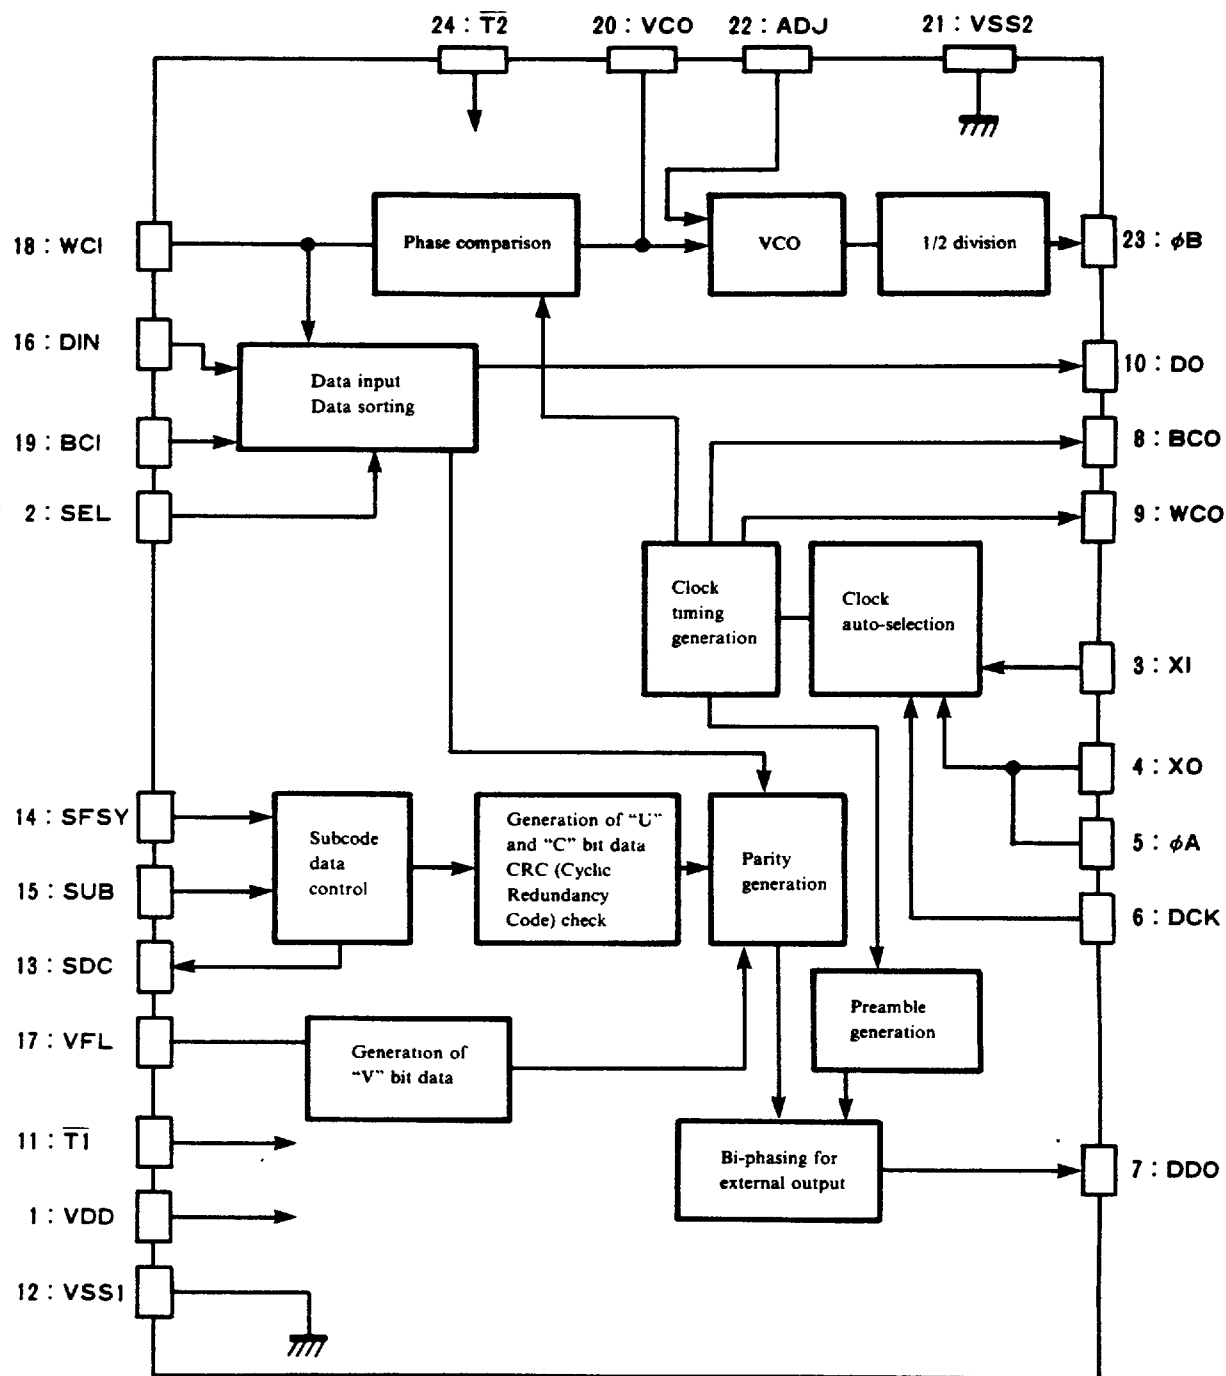 24 : T2
20 : VCO
22 : ADJ
21 : VSS2
18 : WCI
Phase comparison
VCO
1/2 division
23 : φB
16 : DIN
Data input
Data sorting
10 : DO
19 : BCI
8 : BCO
2 : SEL
9 : WCO
Clock
timing
generation
Clock
auto-selection
3 : XI
4 : XO
14 : SFSY
Subcode
data
control
Generation of "U"
and "C" bit data
CRC (Cyclic
Redundancy
Code) check
Parity
generation
5 : φA
15 : SUB
6 : DCK
13 : SDC
Preamble
generation
17 : VFL
Generation of
"V" bit data
11 : T1
Bi-phasing for
external output
7 : DDO
1 : VDD
12 : VSS1